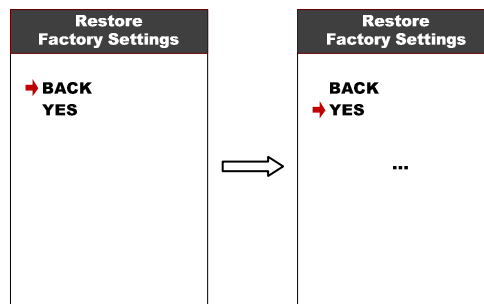 Restore
Factory Settings
BACK
YES
Restore
Factory Settings
BACK
YES
...